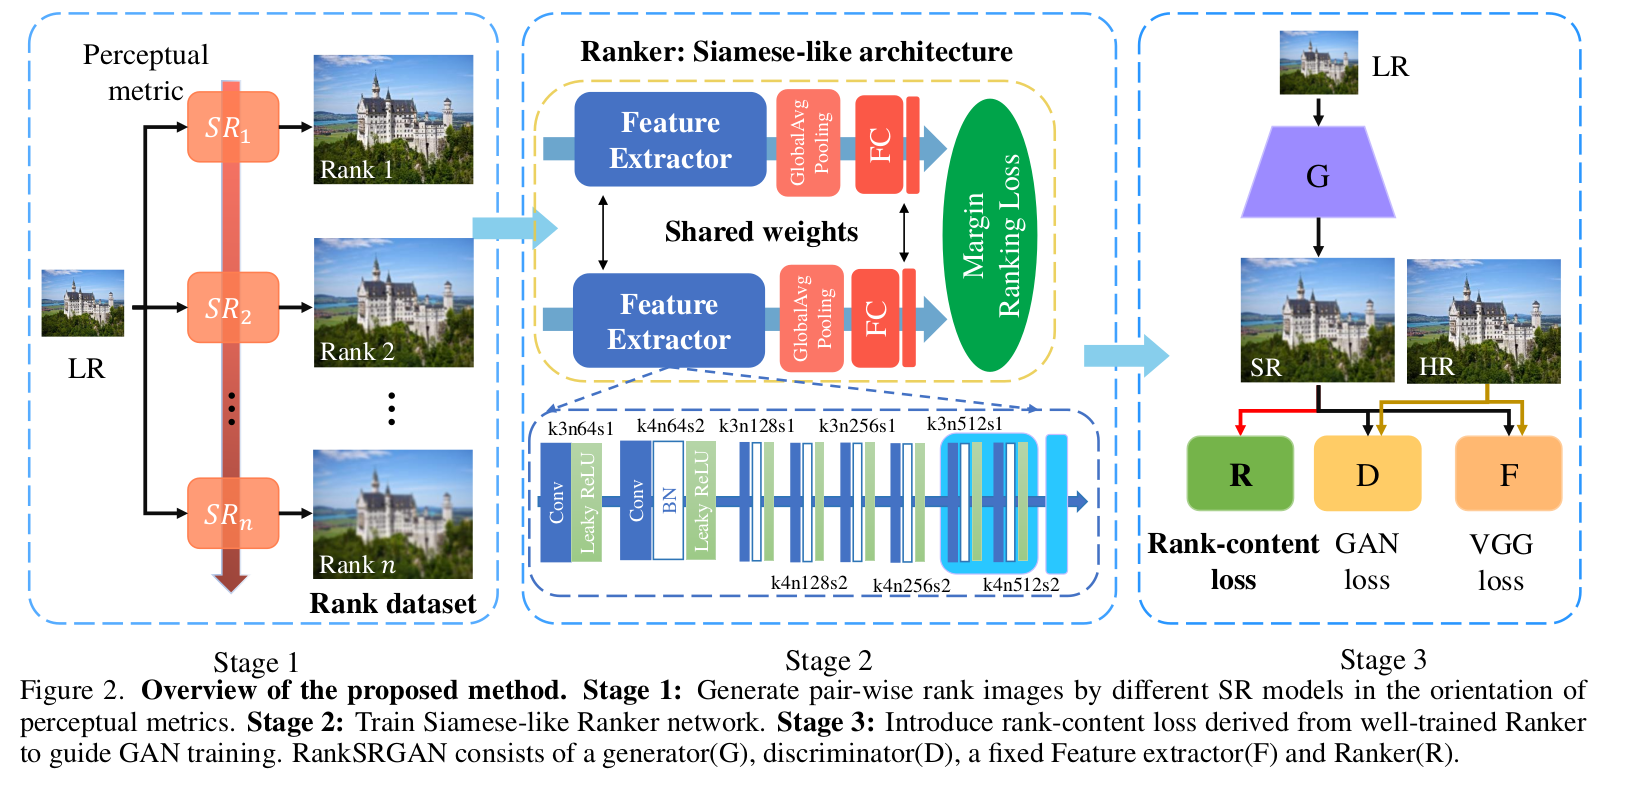 Perceptual
metric
SR1
Rank 1
SR2
Rank 2
LR
SRn
Rank n
Rank dataset
Stage 1
Ranker: Siamese-like architecture
Feature
Extractor
GlobalAvg
Pooling
FC
Shared weights
Margin
Ranking Loss
Feature
Extractor
GlobalAvg
Pooling
FC
k3n64s1
k4n64s2
k3n128s1
k3n256s1
k3n512s1
Conv
Leaky ReLU
Conv
BN
Leaky ReLU
k4n128s2
k4n256s2
k4n512s2
Stage 2
LR
G
SR
HR
R
D
F
Rank-content
loss
GAN
loss
VGG
loss
Stage 3
Figure 2. Overview of the proposed method. Stage 1: Generate pair-wise rank images by different SR models in the orientation of
perceptual metrics. Stage 2: Train Siamese-like Ranker network. Stage 3: Introduce rank-content loss derived from well-trained Ranker
to guide GAN training. RankSRGAN consists of a generator(G), discriminator(D), a fixed Feature extractor(F) and Ranker(R).